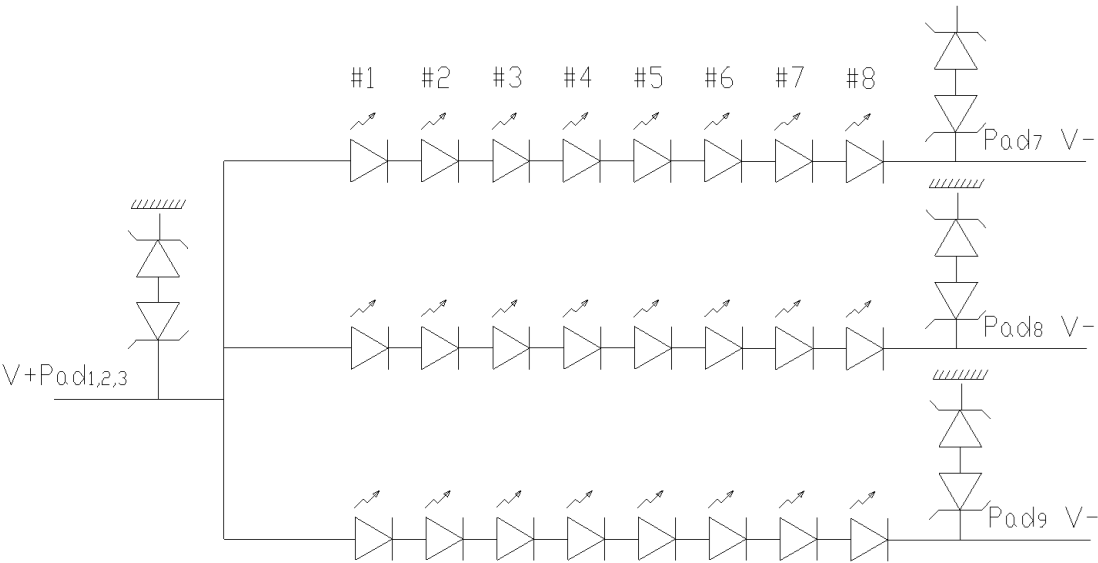 #1 #2 #3 #4 #5 #6 #7 #8
Pad7 V-
Pad8 V-
V+Pad1,2,3
Pad9 V-